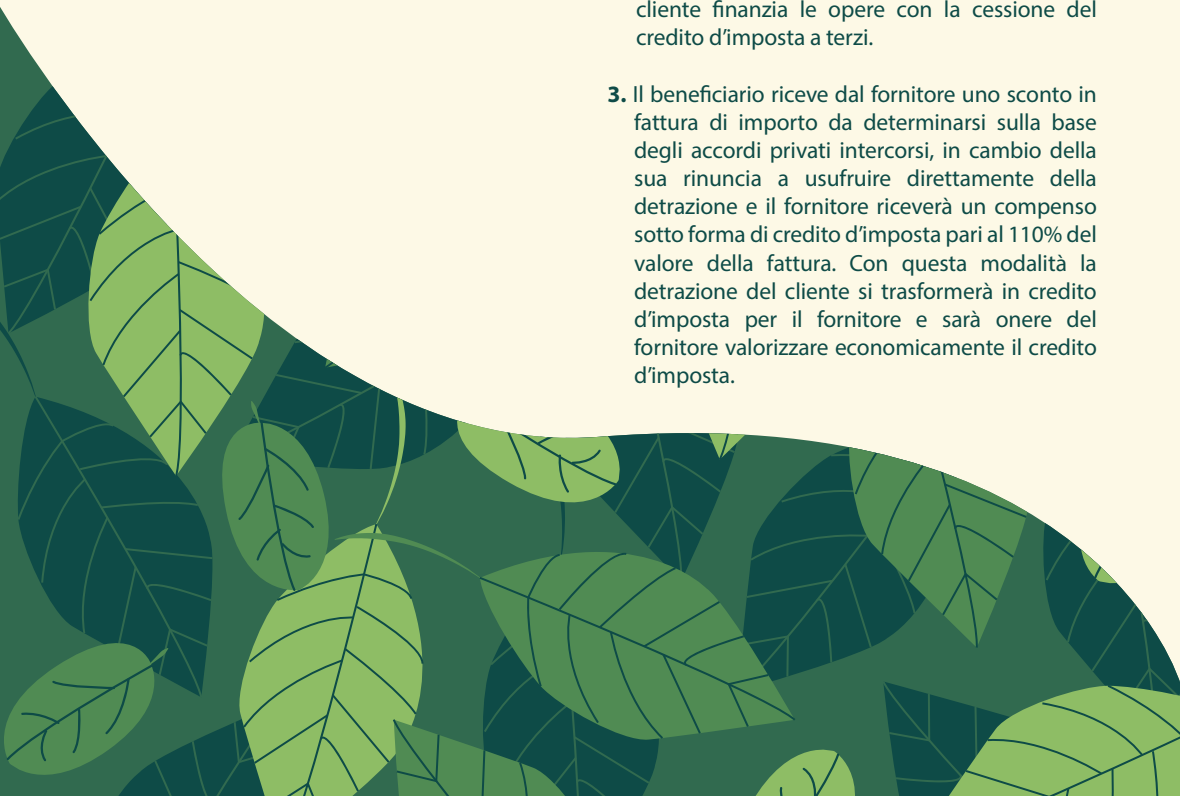 cliente finanzia le opere con la cessione del
credito d’imposta a terzi.
3. Il beneficiario riceve dal fornitore uno sconto in
fattura di importo da determinarsi sulla base
degli accordi privati intercorsi, in cambio della
sua rinuncia a usufruire direttamente della
detrazione e il fornitore riceverà un compenso
sotto forma di credito d’imposta pari al 110% del
valore della fattura. Con questa modalità la
detrazione del cliente si trasformerà in credito
d’imposta per il fornitore e sarà onere del
fornitore valorizzare economicamente il credito
d’imposta.